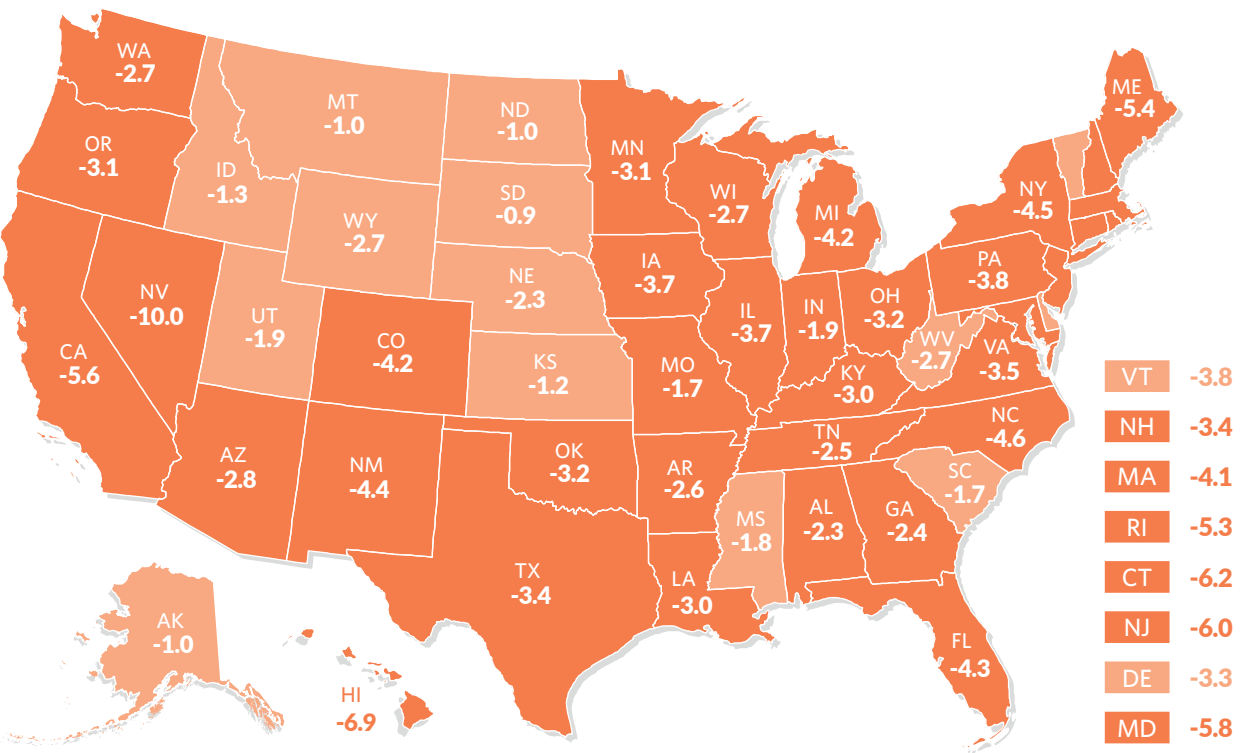 WA
-2.7
OR
-3.1
CA
-5.6
NV
-10.0
ID
-1.3
MT
-1.0
WY
-2.7
UT
-1.9
AZ
-2.8
CO
-4.2
NM
-4.4
ND
-1.0
SD
-0.9
NE
-2.3
KS
-1.2
OK
-3.2
TX
-3.4
MN
-3.1
IA
-3.7
MO
-1.7
AR
-2.6
LA
-3.0
WI
-2.7
IL
-3.7
MI
-4.2
IN
-1.9
OH
-3.2
KY
-3.0
TN
-2.5
MS
-1.8
AL
-2.3
GA
-2.4
FL
-4.3
SC
-1.7
NC
-4.6
VA
-3.5
WV
-2.7
PA
-3.8
NY
-4.5
ME
-5.4
AK
-1.0
HI
-6.9
VT -3.8
NH -3.4
MA -4.1
RI -5.3
CT -6.2
NJ -6.0
DE -3.3
MD -5.8